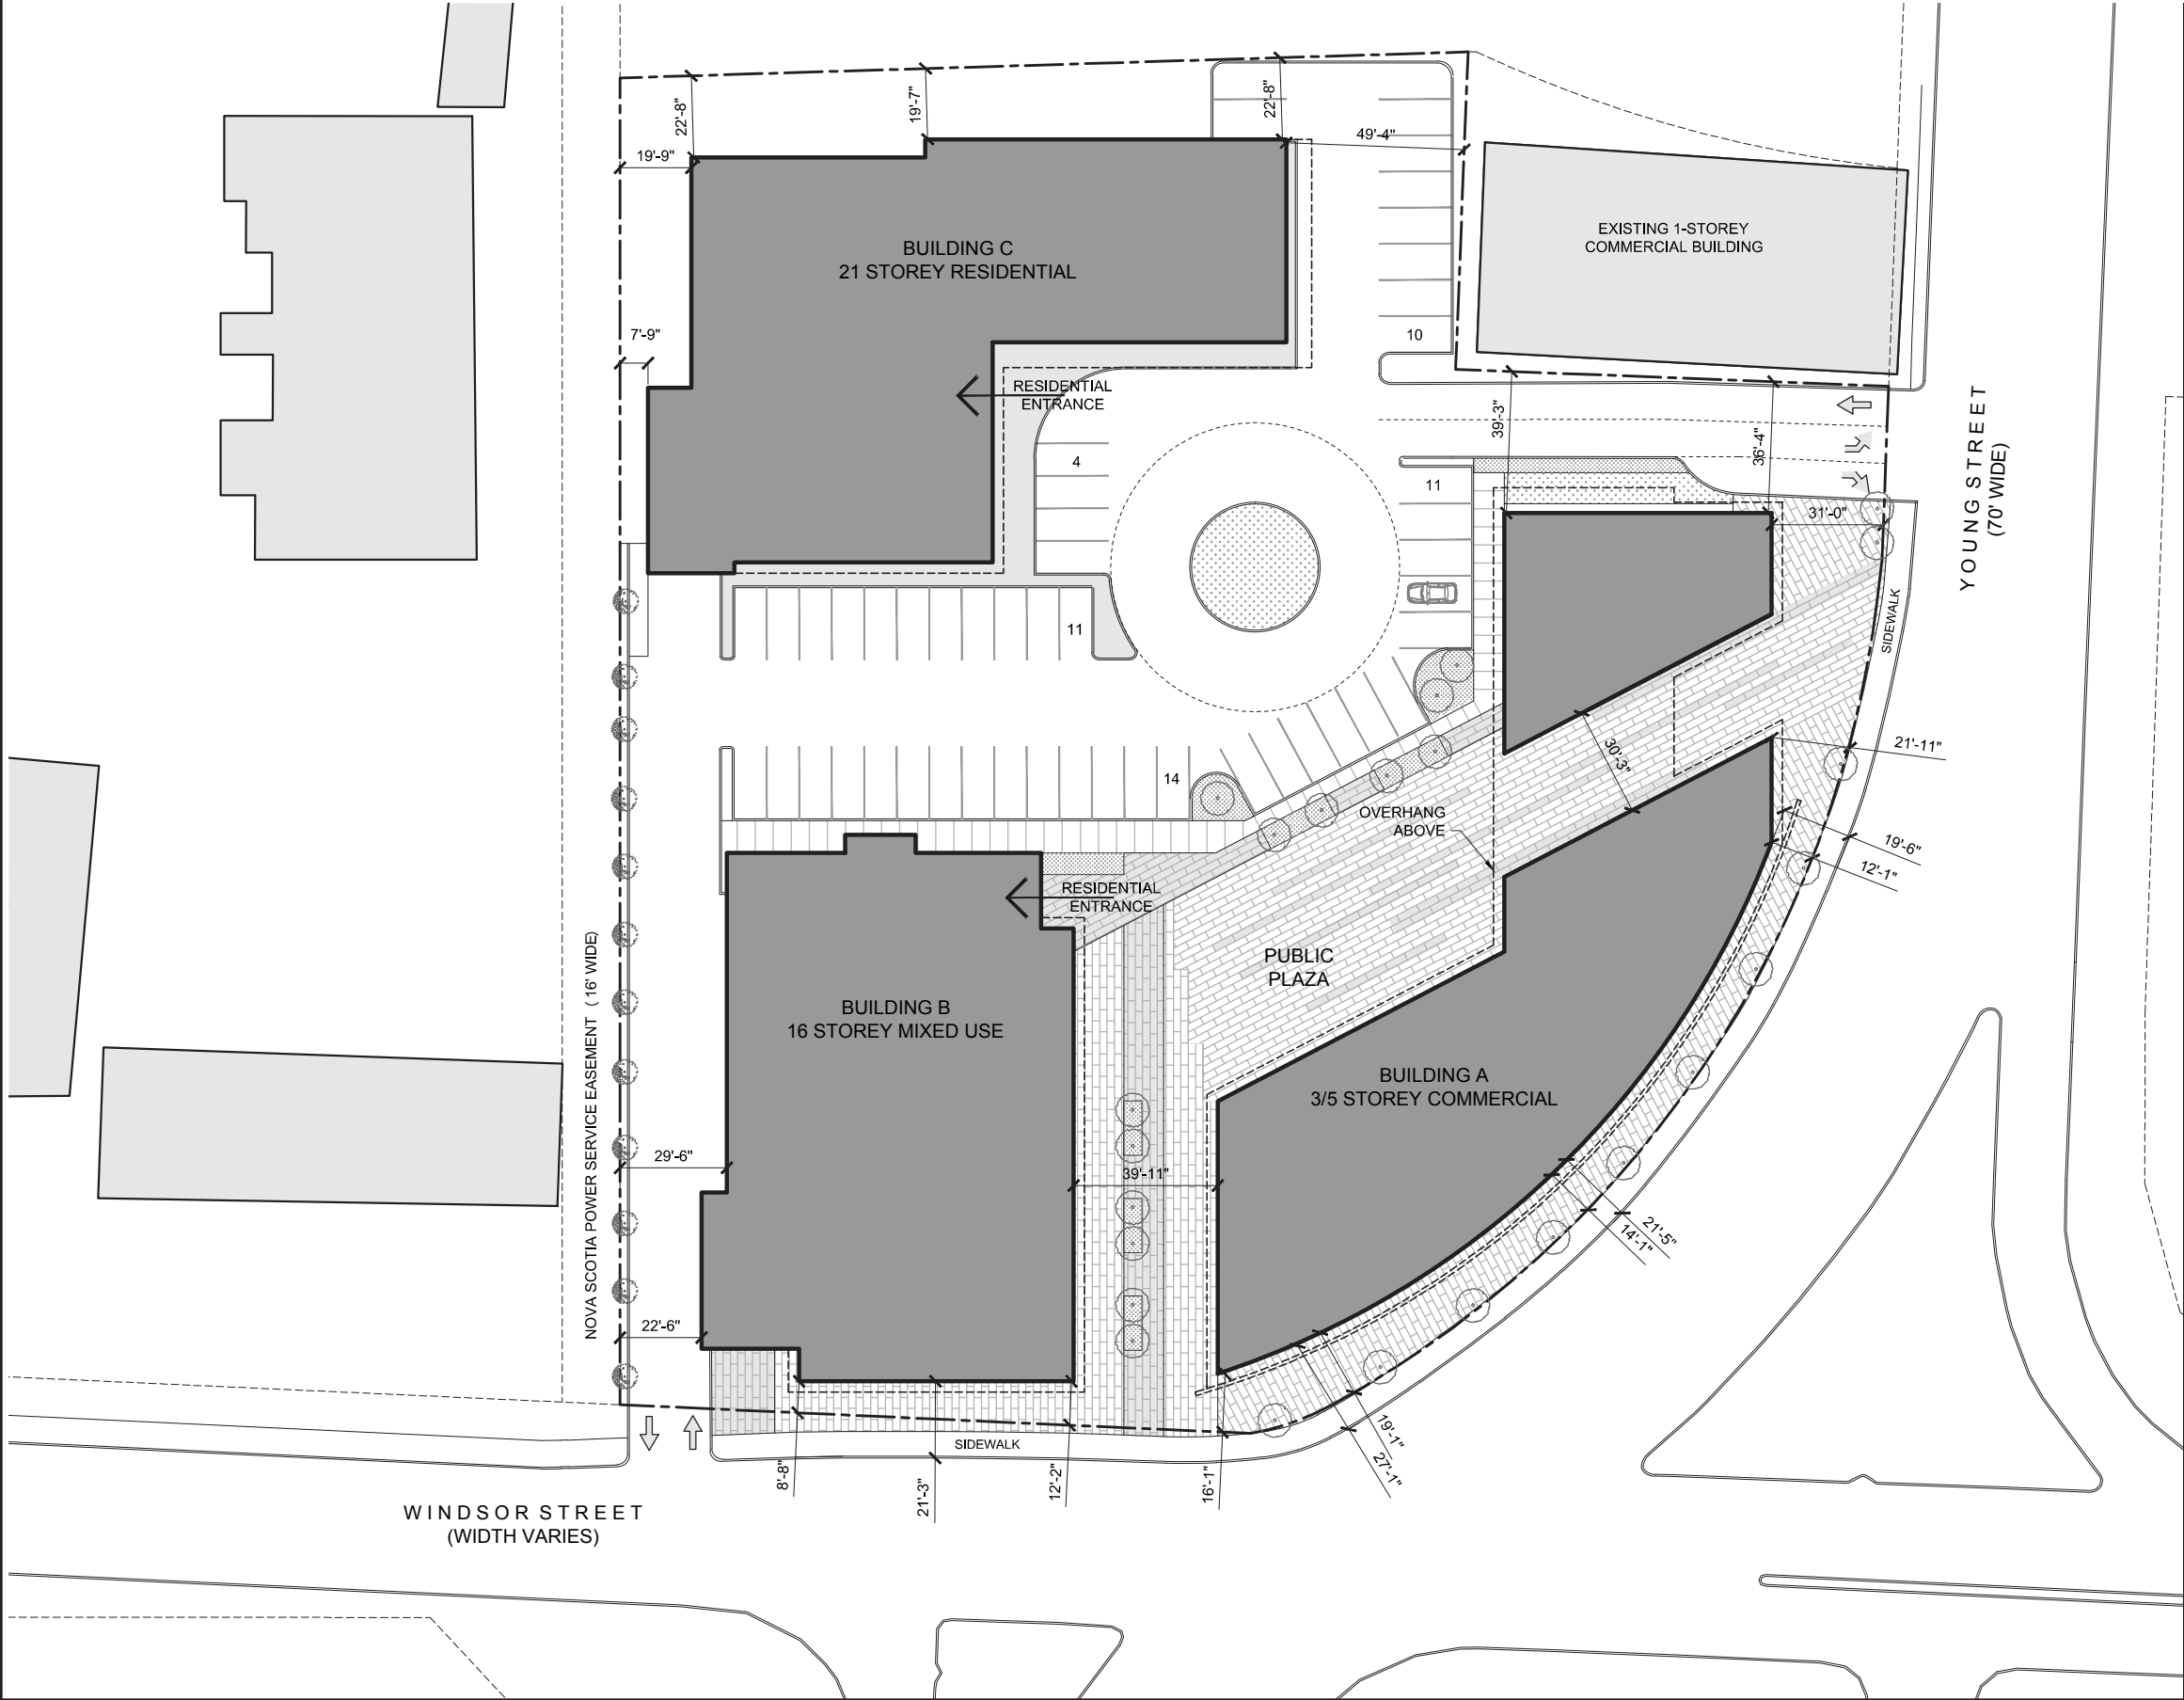 22'-8"
19'-7"
22'-8"
49'-4"
19'-9"
EXISTING 1-STOREY
COMMERCIAL BUILDING
BUILDING C
21 STOREY RESIDENTIAL
7'-9"
10
RESIDENTIAL
ENTRANCE
39'-3"
36'-4"
YOUNG STREET
(70' WIDE)
4
11
31'-0"
SIDEWALK
11
30'-3"
21'-11"
14
OVERHANG
ABOVE
19'-6"
12'-1"
RESIDENTIAL
ENTRANCE
PUBLIC
PLAZA
BUILDING B
16 STOREY MIXED USE
BUILDING A
3/5 STOREY COMMERCIAL
NOVA SCOTIA POWER SERVICE EASEMENT ( 16' WIDE)
29'-6"
39'-11"
21'-5"
14'-1"
22'-6"
SIDEWALK
19'-1"
27'-1"
8'-8"
21'-3"
12'-2"
16'-1"
WINDSOR STREET
(WIDTH VARIES)